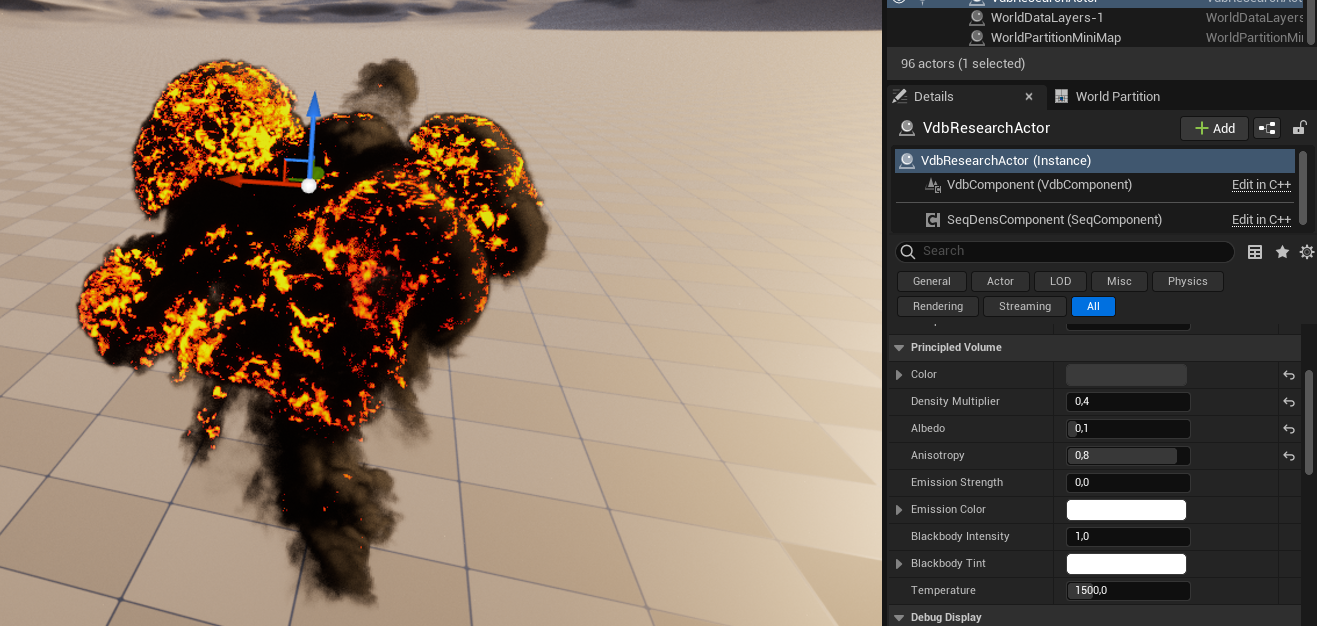 WorldDataLayers-1 WorldDataLayers
WorldPartitionMiniMap WorldPartitionMi
96 actors (1 selected)
Details × World Partition
VdbResearchActor + Add
VdbResearchActor (Instance)
VdbComponent (VdbComponent) Edit in C++
SeqDensComponent (SeqComponent) Edit in C++
Search
General Actor LOD Misc Physics
Rendering Streaming All
Principled Volume
Color
Density Multiplier 0,4
Albedo 0,1
Anisotropy 0,8
Emission Strength 0,0
Emission Color
Blackbody Intensity 1,0
Blackbody Tint
Temperature 1500,0
Debug Display